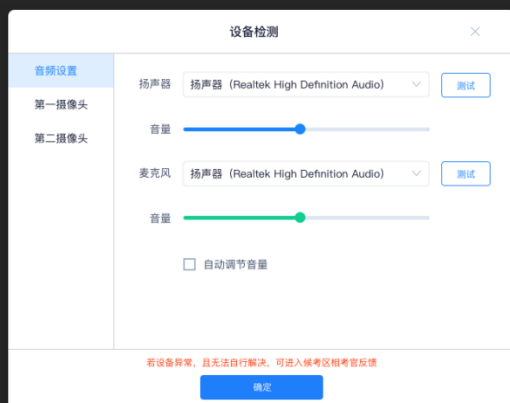 设备检测
音频设置
第一摄像头
第二摄像头
扬声器 扬声器（Realtek High Definition Audio） 测试
音量
麦克风 扬声器（Realtek High Definition Audio） 测试
音量
自动调节音量
若设备异常，且无法自行解决，可进入候考区相考官反馈
确定